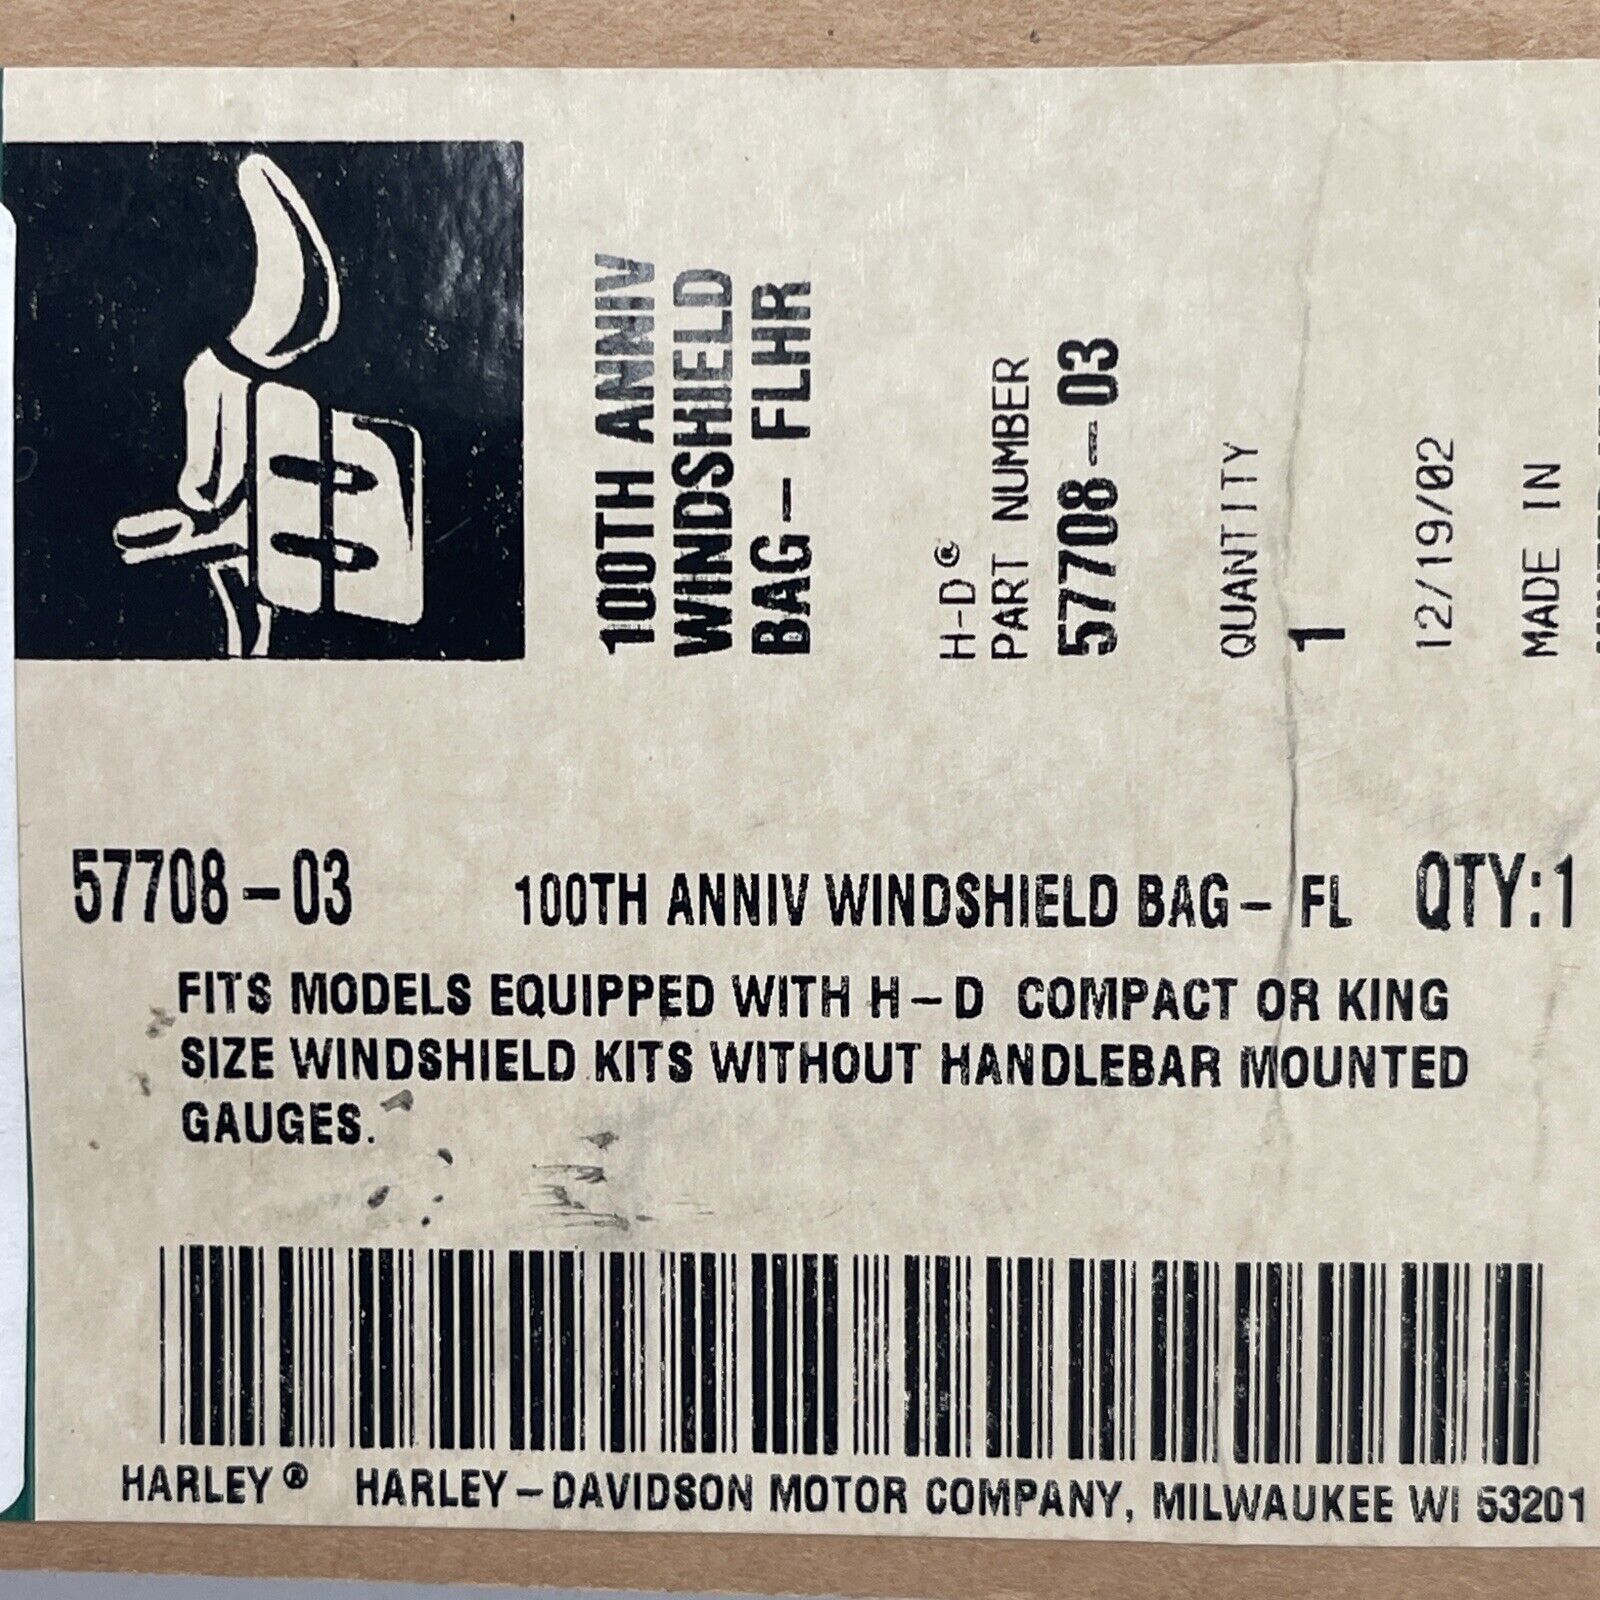 100TH ANNIV
WINDSHIELD
BAG- FLHR
H-D®
PART NUMBER
57708-03
QUANTITY
1
12/19/02
MADE IN
57708-03 100TH ANNIV WINDSHIELD BAG- FL QTY:1
FITS MODELS EQUIPPED WITH H-D COMPACT OR KING
SIZE WINDSHIELD KITS WITHOUT HANDLEBAR MOUNTED
GAUGES.
HARLEY® HARLEY-DAVIDSON MOTOR COMPANY, MILWAUKEE WI 53201